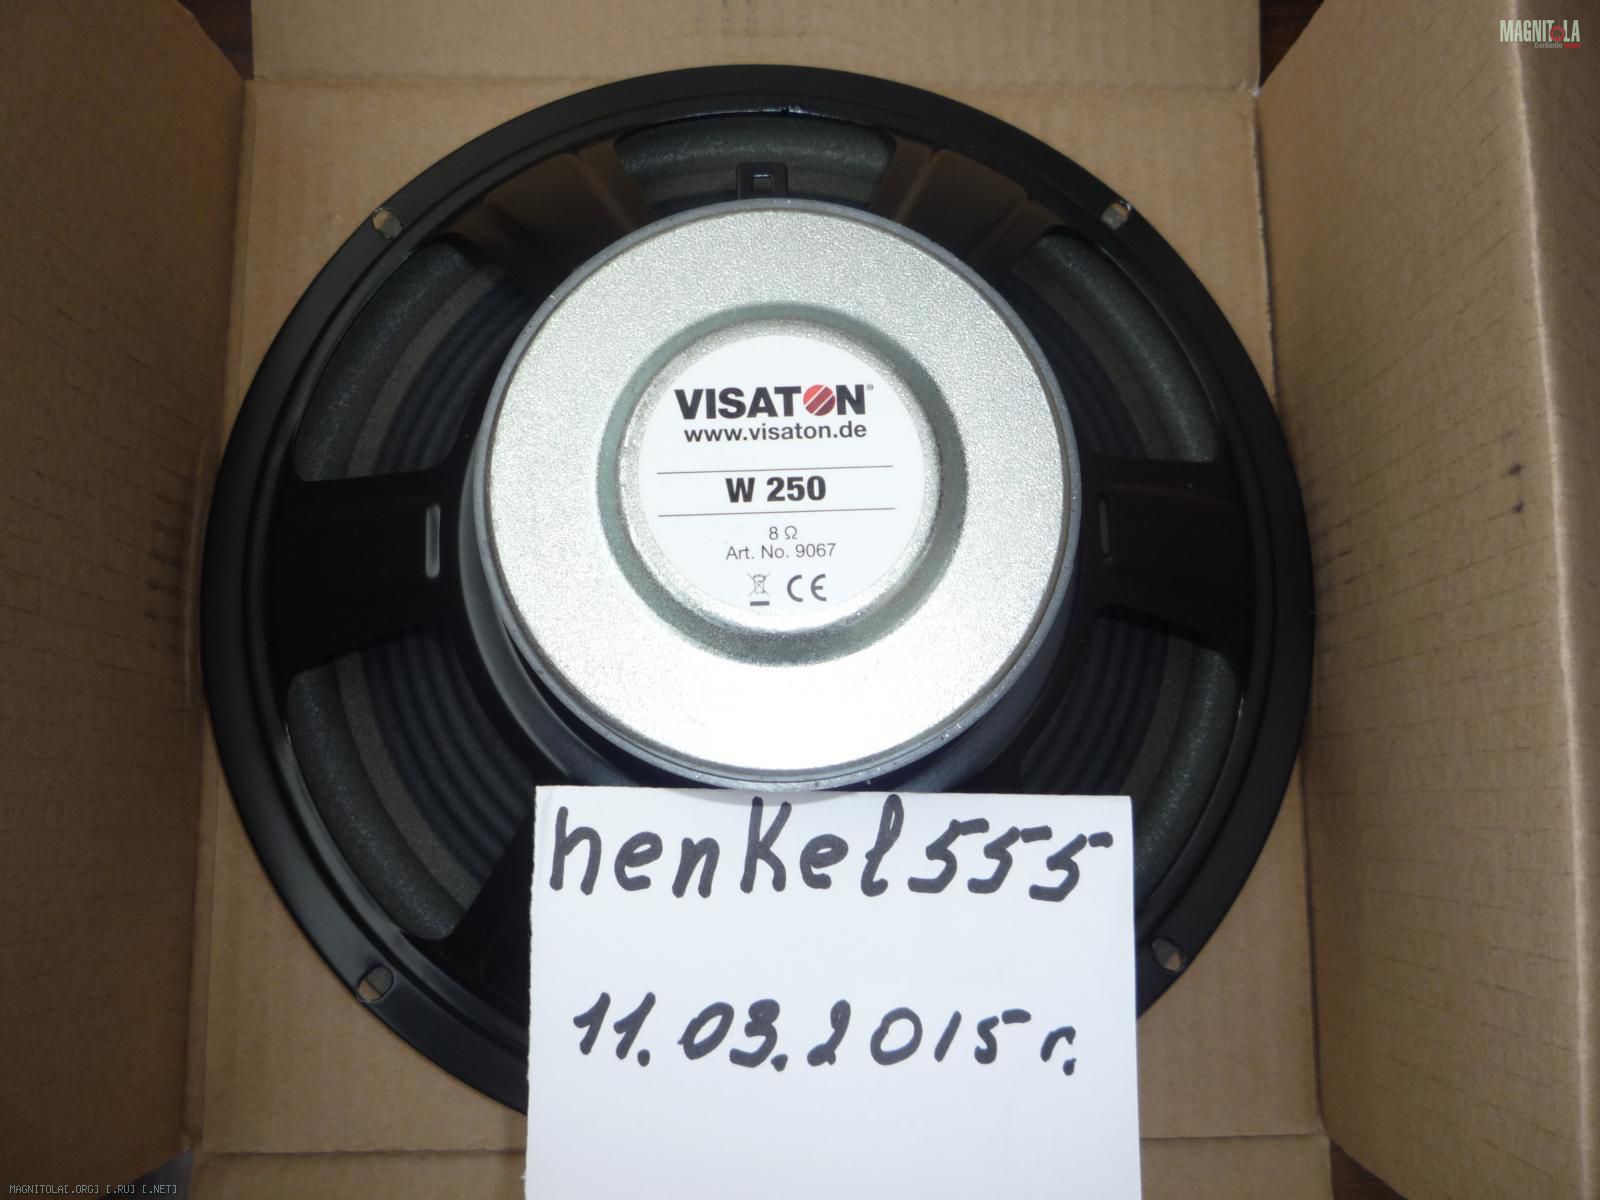 MAGNITOLA
CarAudio
VISATON®
www.visaton.de
W 250
8 Ω
Art. No. 9067
CE
henkel555
11.03.2015 г.
MAGNITOLA[.ORG] [.RU] [.NET]